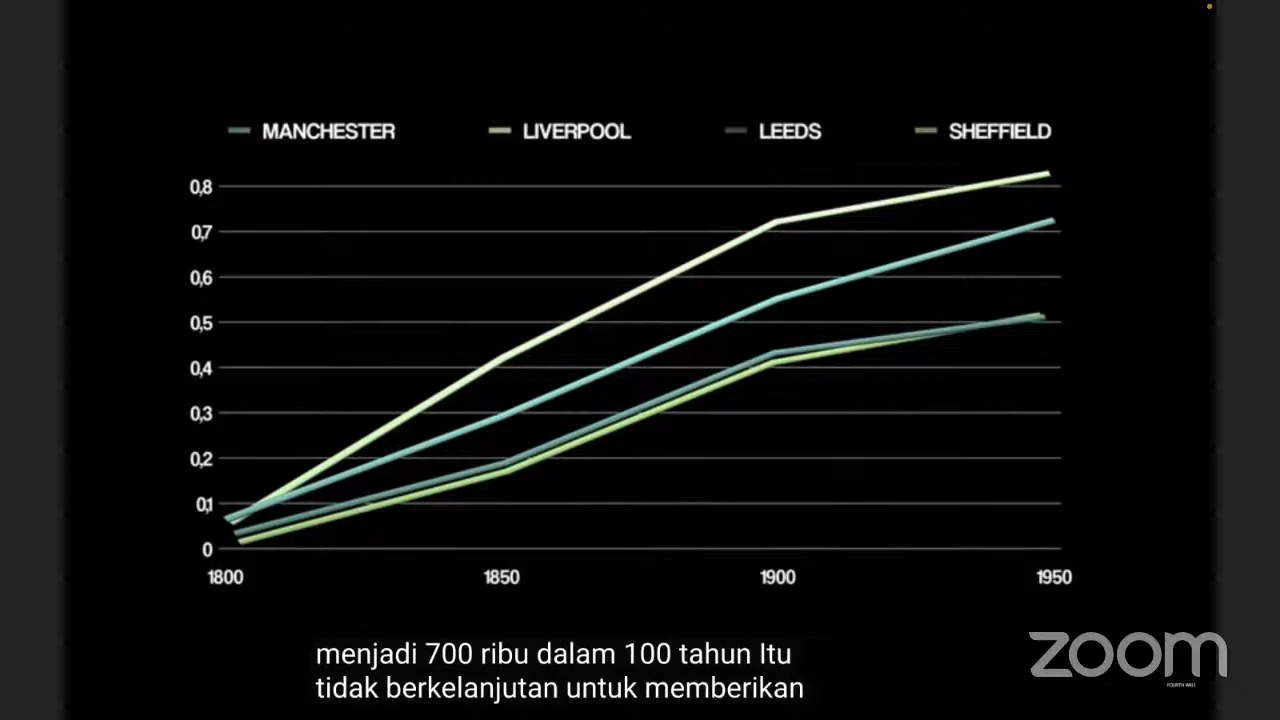 MANCHESTER LIVERPOOL LEEDS SHEFFIELD
0,8
0,7
0,6
0,5
0,4
0,3
0,2
0,1
0
1800 1850 1900 1950
menjadi 700 ribu dalam 100 tahun Itu
tidak berkelanjutan untuk memberikan
zoom